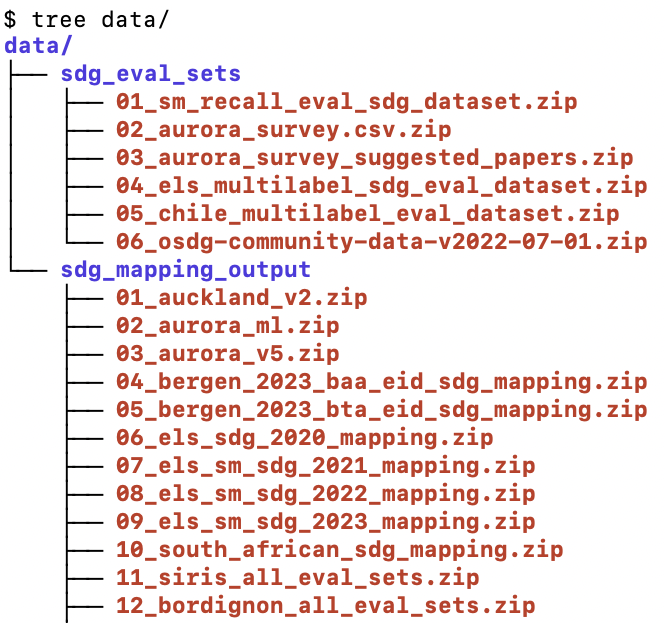 $ tree data/
data/
├── sdg_eval_sets
│   ├── 01_sm_recall_eval_sdg_dataset.zip
│   ├── 02_aurora_survey.csv.zip
│   ├── 03_aurora_survey_suggested_papers.zip
│   ├── 04_els_multilabel_sdg_eval_dataset.zip
│   ├── 05_chile_multilabel_eval_dataset.zip
│   └── 06_osdg-community-data-v2022-07-01.zip
└── sdg_mapping_output
    ├── 01_auckland_v2.zip
    ├── 02_aurora_ml.zip
    ├── 03_aurora_v5.zip
    ├── 04_bergen_2023_baa_eid_sdg_mapping.zip
    ├── 05_bergen_2023_bta_eid_sdg_mapping.zip
    ├── 06_els_sdg_2020_mapping.zip
    ├── 07_els_sm_sdg_2021_mapping.zip
    ├── 08_els_sm_sdg_2022_mapping.zip
    ├── 09_els_sm_sdg_2023_mapping.zip
    ├── 10_south_african_sdg_mapping.zip
    ├── 11_siris_all_eval_sets.zip
    ├── 12_bordignon_all_eval_sets.zip